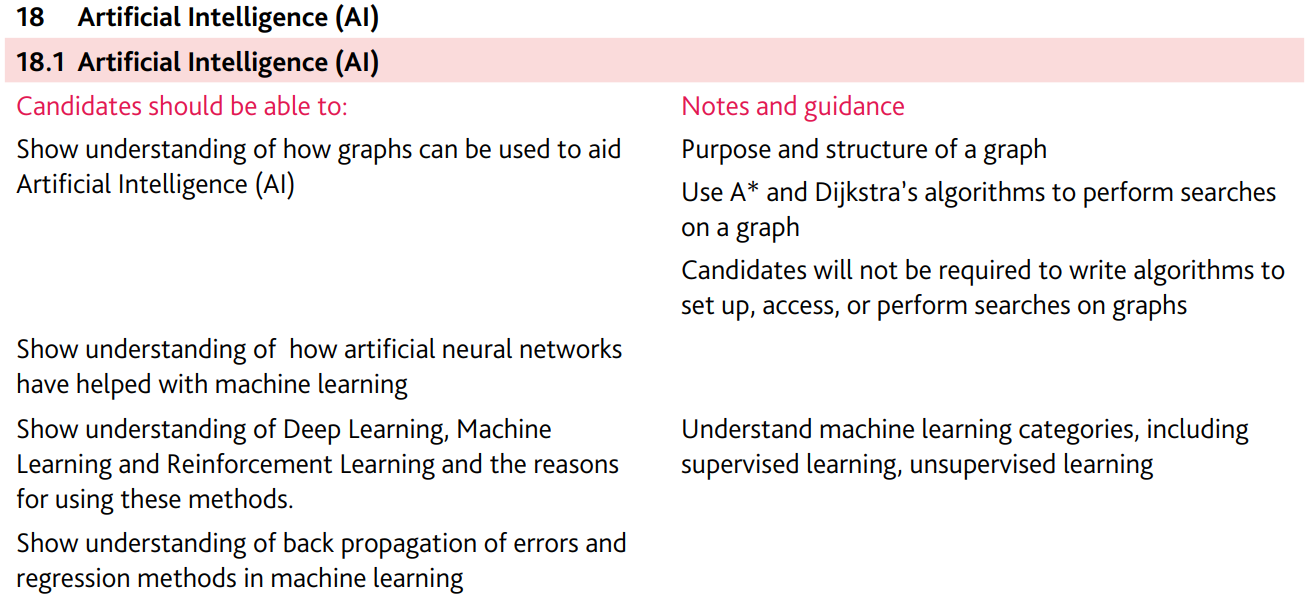 18 Artificial Intelligence (AI)
18.1 Artificial Intelligence (AI)
Candidates should be able to:
Notes and guidance
Show understanding of how graphs can be used to aid
Artificial Intelligence (AI)
Purpose and structure of a graph
Use A* and Dijkstra's algorithms to perform searches
on a graph
Candidates will not be required to write algorithms to
set up, access, or perform searches on graphs
Show understanding of how artificial neural networks
have helped with machine learning
Show understanding of Deep Learning, Machine
Learning and Reinforcement Learning and the reasons
for using these methods.
Understand machine learning categories, including
supervised learning, unsupervised learning
Show understanding of back propagation of errors and
regression methods in machine learning